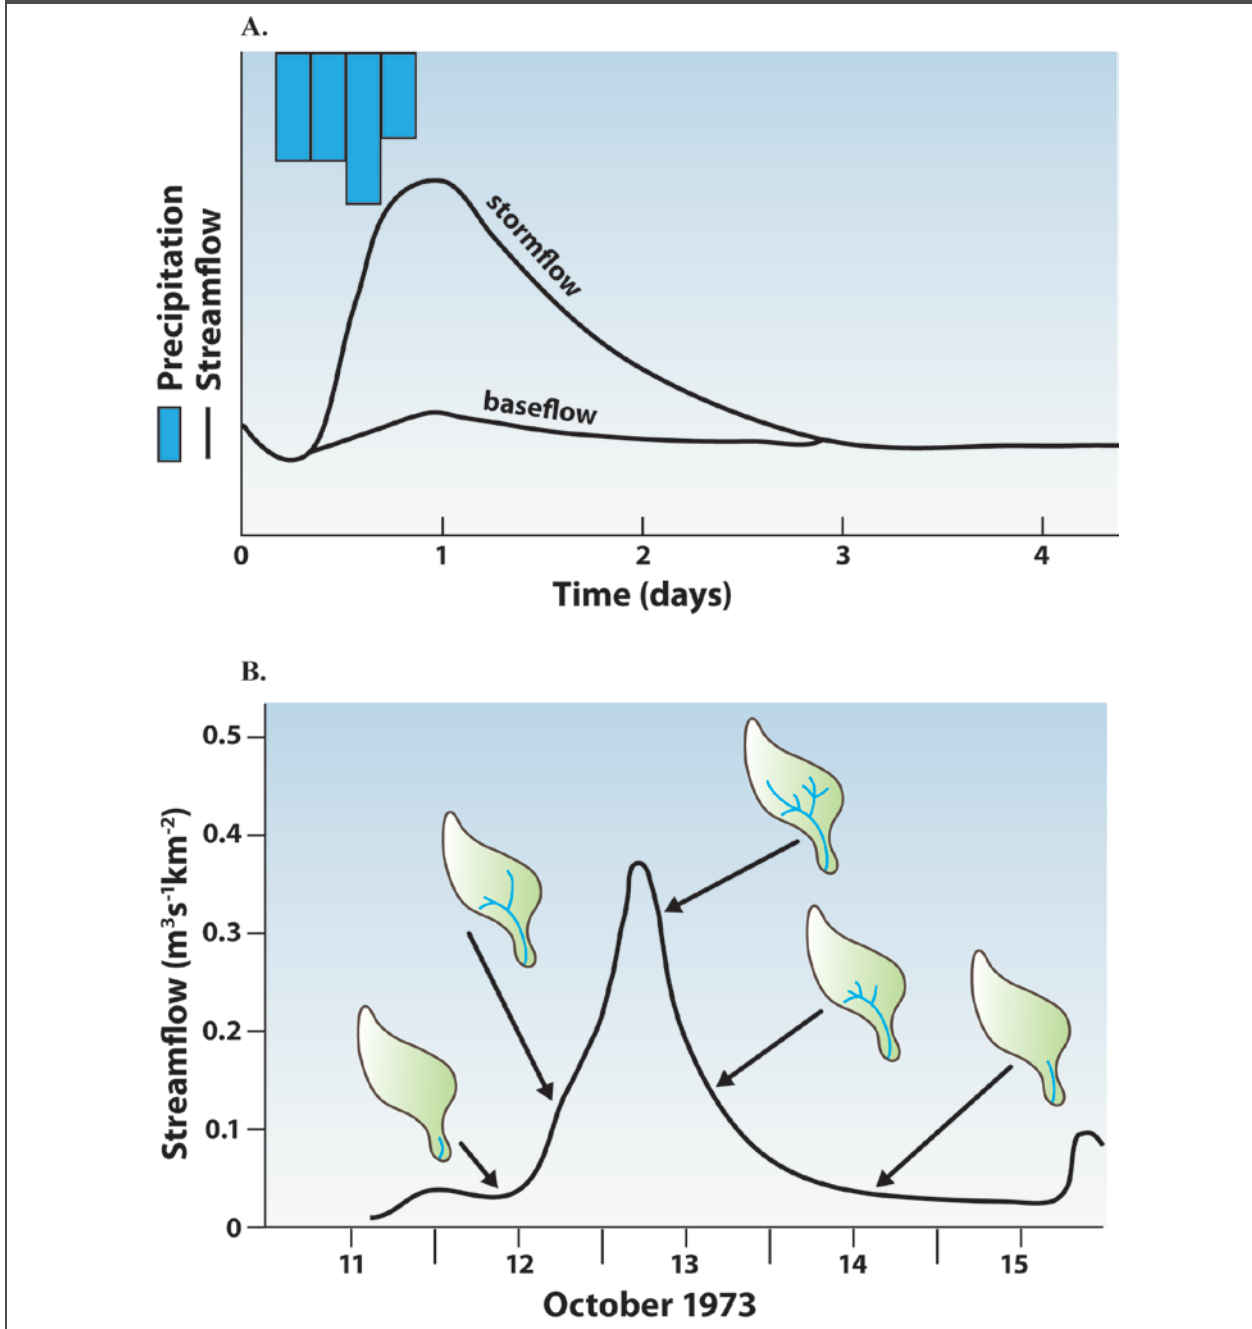 A.
Precipitation
Streamflow
stormflow
baseflow
0 1 2 3 4
Time (days)
B.
Streamflow (m³s⁻¹km⁻²)
0.5
0.4
0.3
0.2
0.1
0
11 12 13 14 15
October 1973